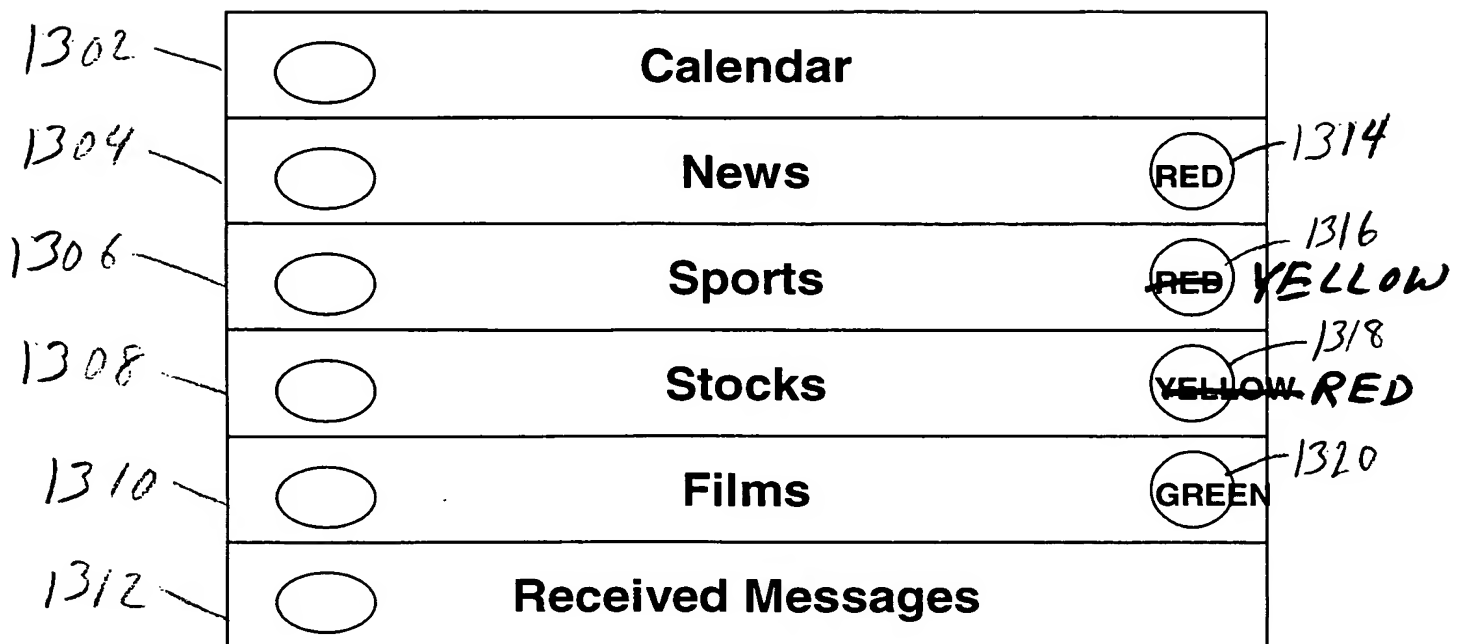 1302 Calendar
1304 News RED 1314
1316
1306 Sports RED YELLOW
1318
1308 Stocks YELLOW RED
1310 Films GREEN 1320
1312 Received Messages